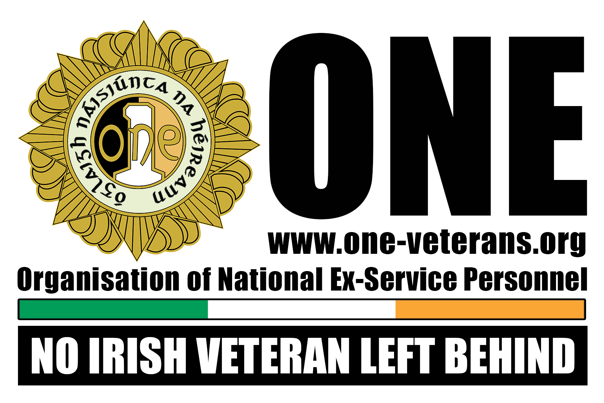 óglaigh náisiúnta na héireann
one
ONE
www.one-veterans.org
Organisation of National Ex-Service Personnel
NO IRISH VETERAN LEFT BEHIND